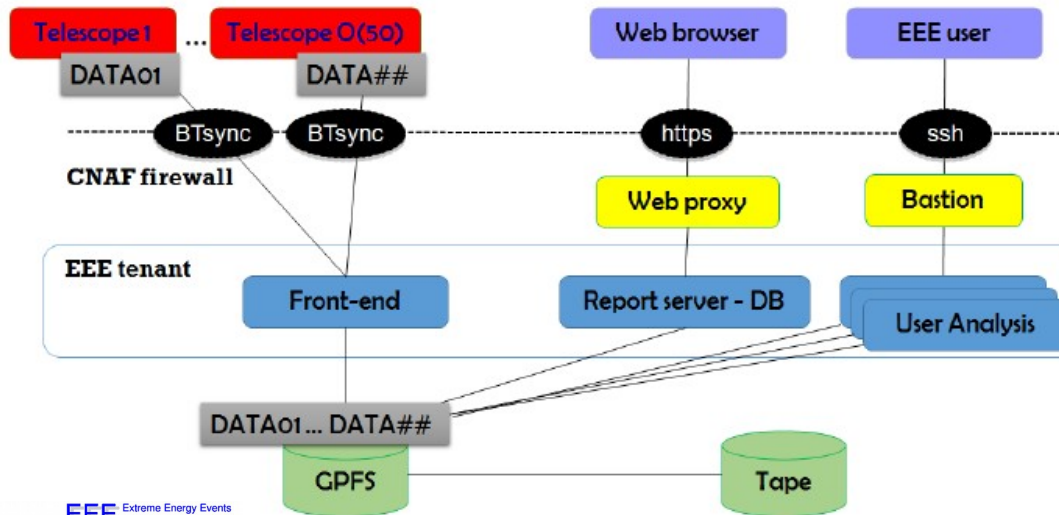 Telescope 1 ... Telescope O(50)
Web browser
EEE user
DATA01
DATA##
BTsync
BTsync
https
ssh
CNAF firewall
Web proxy
Bastion
EEE tenant
Front-end
Report server - DB
User Analysis
DATA01... DATA##
GPFS
Tape
EEE Extreme Energy Events